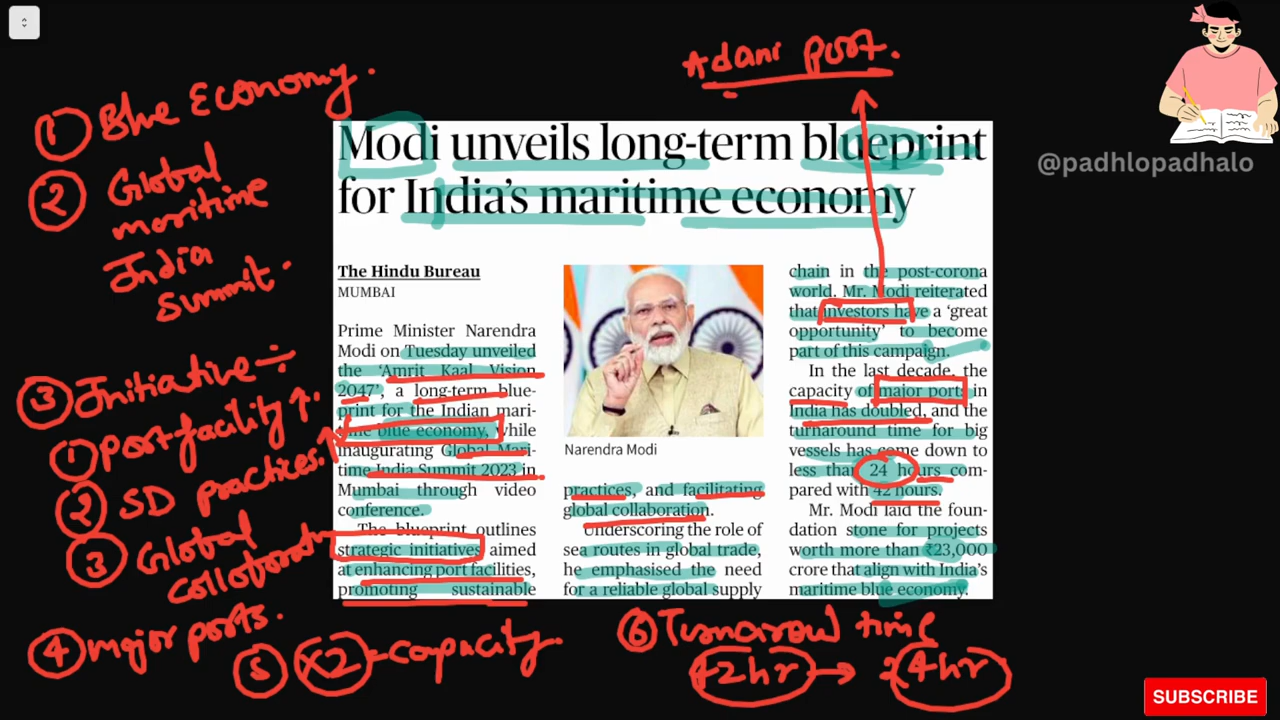 Adani port.
① Blue Economy.
② Global
maritime
India
Summit.
③ Initiative ÷
① Port facility ↑.
② SD practices.↑
③ Global
④ major ports.
⑤ x2 - capacity.
⑥
42hr → 24hr
@padhlopadhalo
Modi unveils long-term blueprint
for India's maritime economy
The Hindu Bureau
MUMBAI
Prime Minister Narendra
Modi on Tuesday unveiled
the 'Amrit Kaal Vision
2047', a long-term blue-
print for the Indian mari-
time blue economy, while
inaugurating Global Mari-
time India Summit 2023 in
Mumbai through video
conference.
The blueprint outlines
strategic initiatives aimed
at enhancing port facilities,
promoting sustainable
Narendra Modi
practices, and facilitating
global collaboration.
Underscoring the role of
sea routes in global trade,
he emphasised the need
for a reliable global supply
chain in the post-corona
world. Mr. Modi reiterated
that investors have a 'great
opportunity' to become
part of this campaign.
In the last decade, the
capacity of major ports in
India has doubled, and the
turnaround time for big
vessels has come down to
less than 24 hours com-
pared with 42 hours.
Mr. Modi laid the foun-
dation stone for projects
worth more than ₹23,000
crore that align with India's
maritime blue economy.
SUBSCRIBE